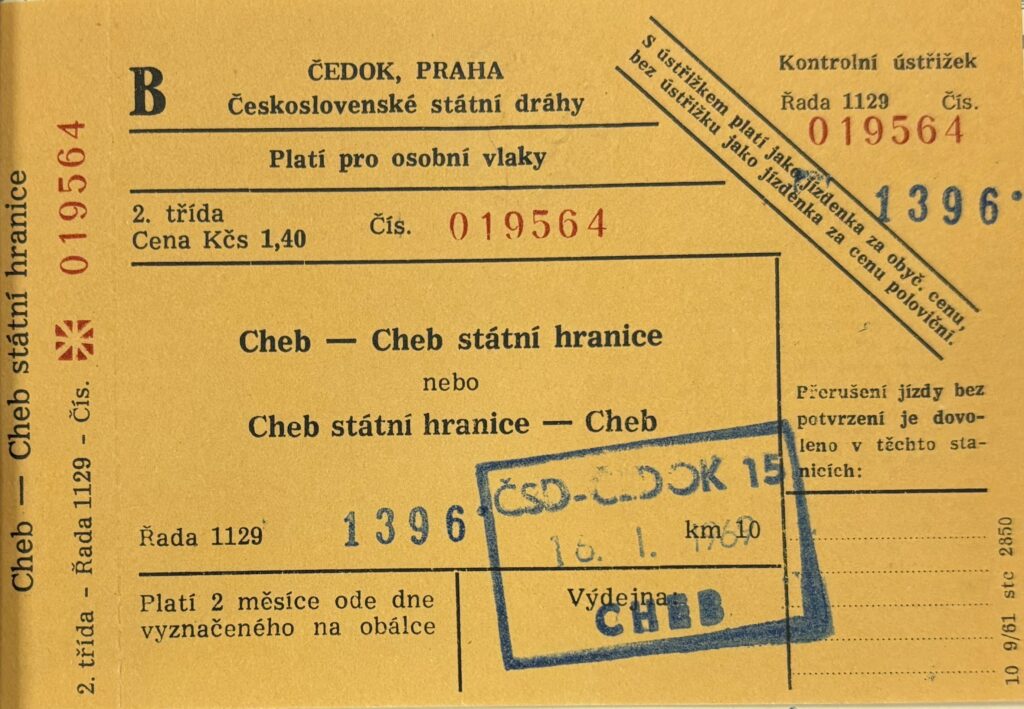 Cheb — Cheb státní hranice
2. třída - Řada 1129 - Čís. 019564
B
ČEDOK, PRAHA
Československé státní dráhy
Platí pro osobní vlaky
2. třída
Cena Kčs 1,40
Čís. 019564
Cheb — Cheb státní hranice
nebo
Cheb státní hranice — Cheb
Řada 1129
1396
km 10
Platí 2 měsíce ode dne
vyznačeného na obálce
Výdejna
ČSD-ČEDOK 15
16. I. 1969
CHEB
S ústřižkem platí jako jízdenka za obyč. cenu,
bez ústřižku jako jízdenka za cenu poloviční.
Kontrolní ústřižek
Řada 1129 Čís.
019564
1396
Přerušení jízdy bez
potvrzení je dovo-
leno v těchto sta-
nicích:
10 9/61 stc 2850